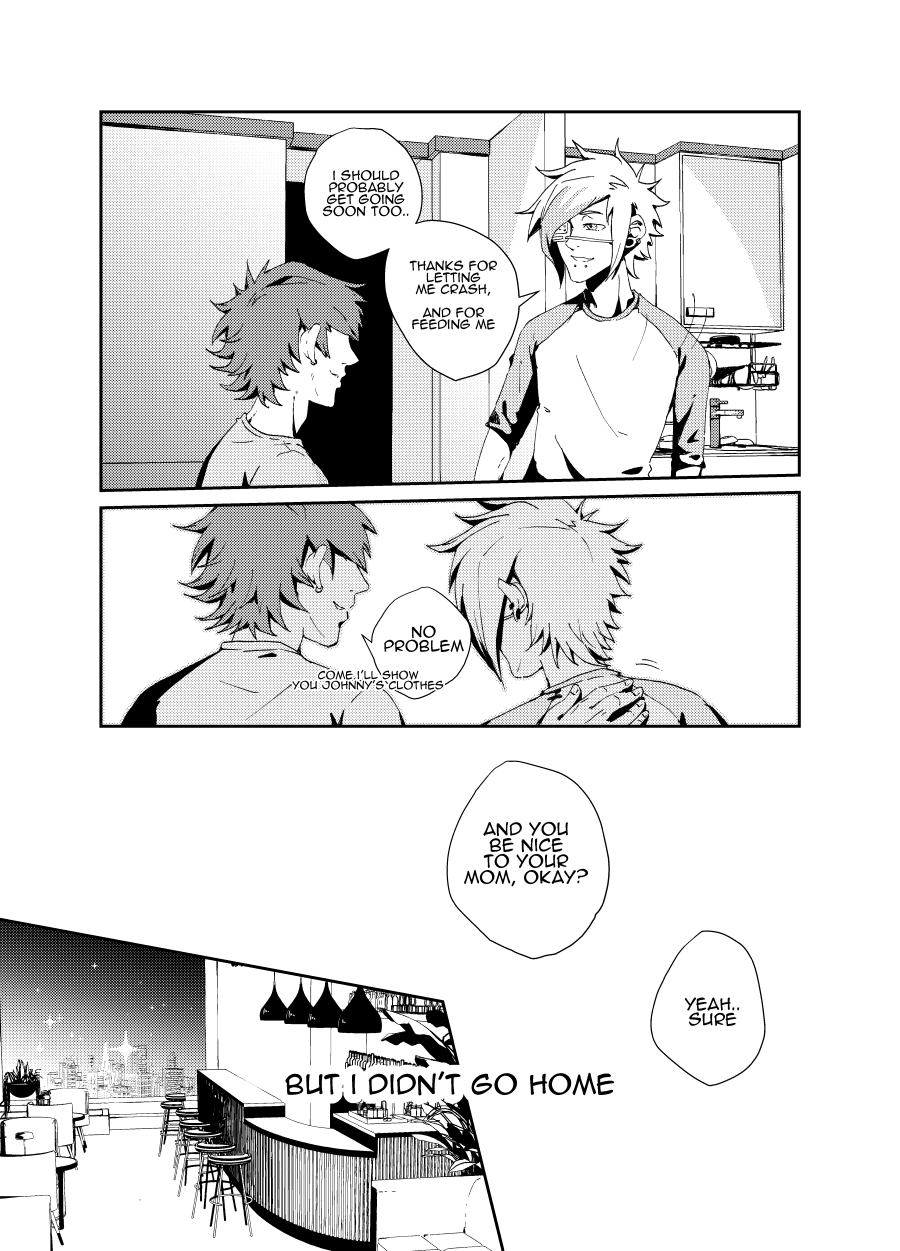 I SHOULD
PROBABLY
GET GOING
SOON TOO..
THANKS FOR
LETTING
ME CRASH,
AND FOR
FEEDING ME
NO
PROBLEM
COME I'LL SHOW
YOU JOHNNY'S CLOTHES
AND YOU
BE NICE
TO YOUR
MOM, OKAY?
YEAH..
SURE
BUT I DIDN'T GO HOME